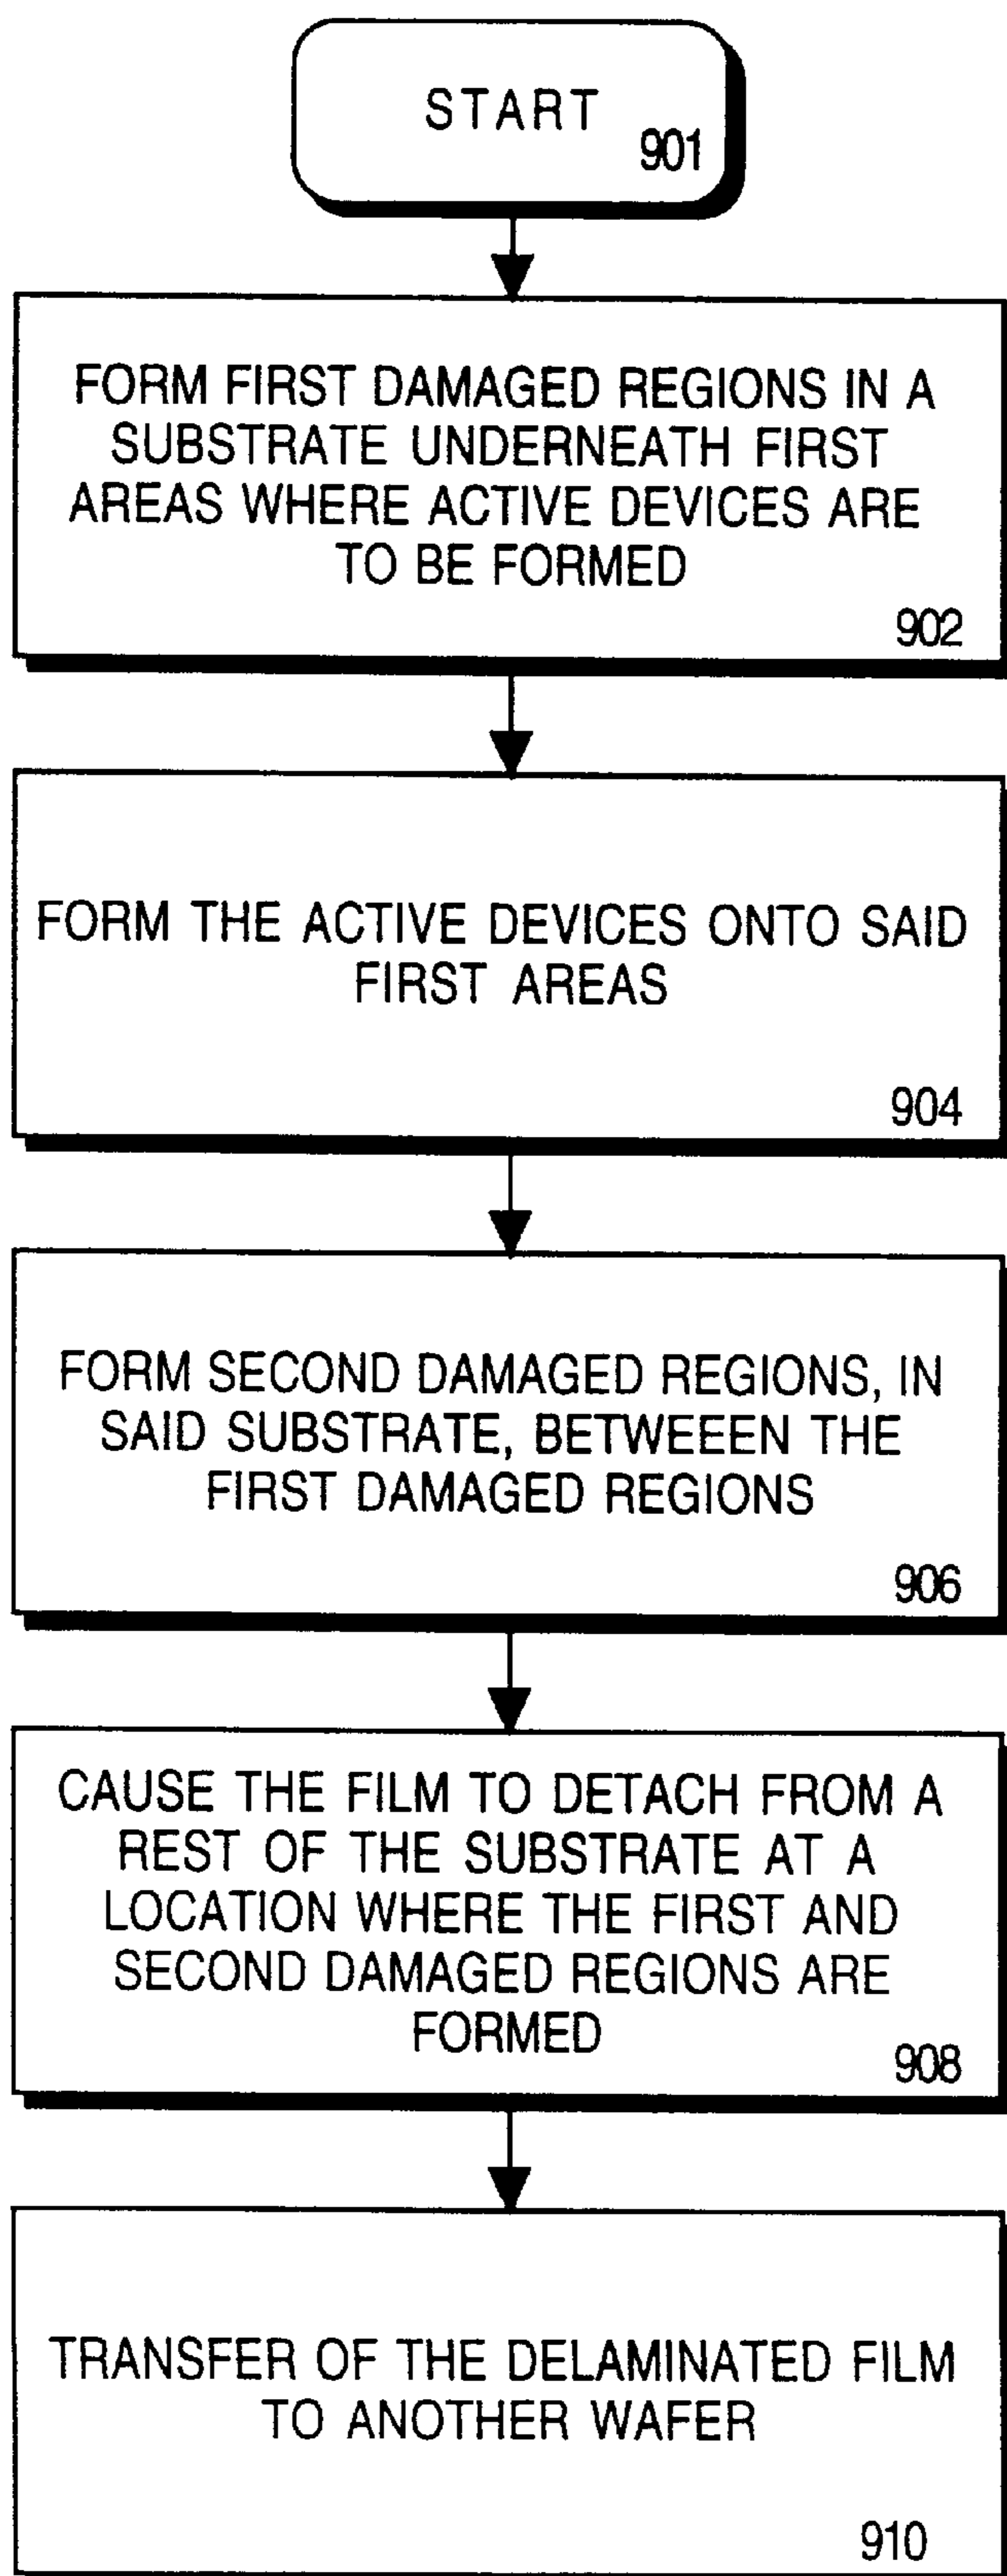 START
901
FORM FIRST DAMAGED REGIONS IN A
SUBSTRATE UNDERNEATH FIRST
AREAS WHERE ACTIVE DEVICES ARE
TO BE FORMED
902
FORM THE ACTIVE DEVICES ONTO SAID
FIRST AREAS
904
FORM SECOND DAMAGED REGIONS, IN
SAID SUBSTRATE, BETWEEEN THE
FIRST DAMAGED REGIONS
906
CAUSE THE FILM TO DETACH FROM A
REST OF THE SUBSTRATE AT A
LOCATION WHERE THE FIRST AND
SECOND DAMAGED REGIONS ARE
FORMED
908
TRANSFER OF THE DELAMINATED FILM
TO ANOTHER WAFER
910